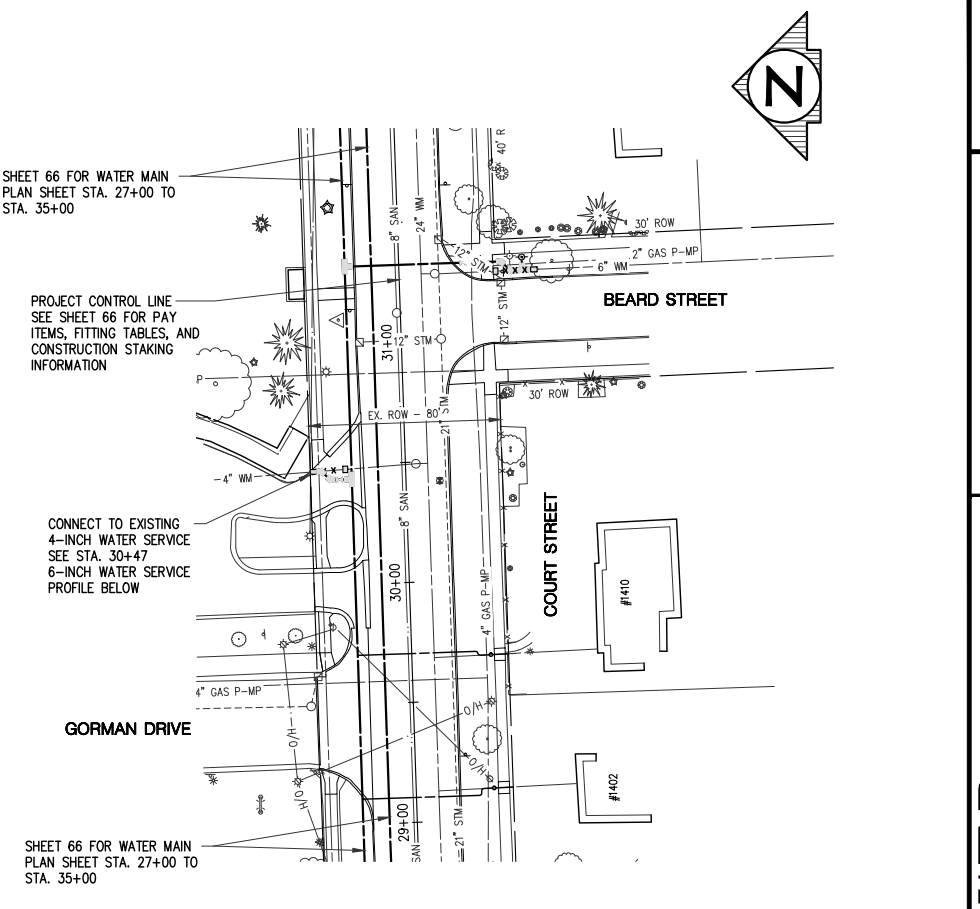 N
SHEET 66 FOR WATER MAIN
PLAN SHEET STA. 27+00 TO
STA. 35+00
40' R
8" SAN
24" WM
30' ROW
12" STM
2" GAS P-MP
6" WM
BEARD STREET
PROJECT CONTROL LINE
SEE SHEET 66 FOR PAY
ITEMS, FITTING TABLES, AND
CONSTRUCTION STAKING
INFORMATION
31+00
12" STM
12" STM
P
30' ROW
EX. ROW - 80'
21" STM
4" WM
8" SAN
CONNECT TO EXISTING
4-INCH WATER SERVICE
SEE STA. 30+47
6-INCH WATER SERVICE
PROFILE BELOW
COURT STREET
30+00
4" GAS P-MP
#1410
4" GAS P-MP
O/H
GORMAN DRIVE
O/H
O/H
O/H
#1402
29+00
21" STM
SAN
SHEET 66 FOR WATER MAIN
PLAN SHEET STA. 27+00 TO
STA. 35+00